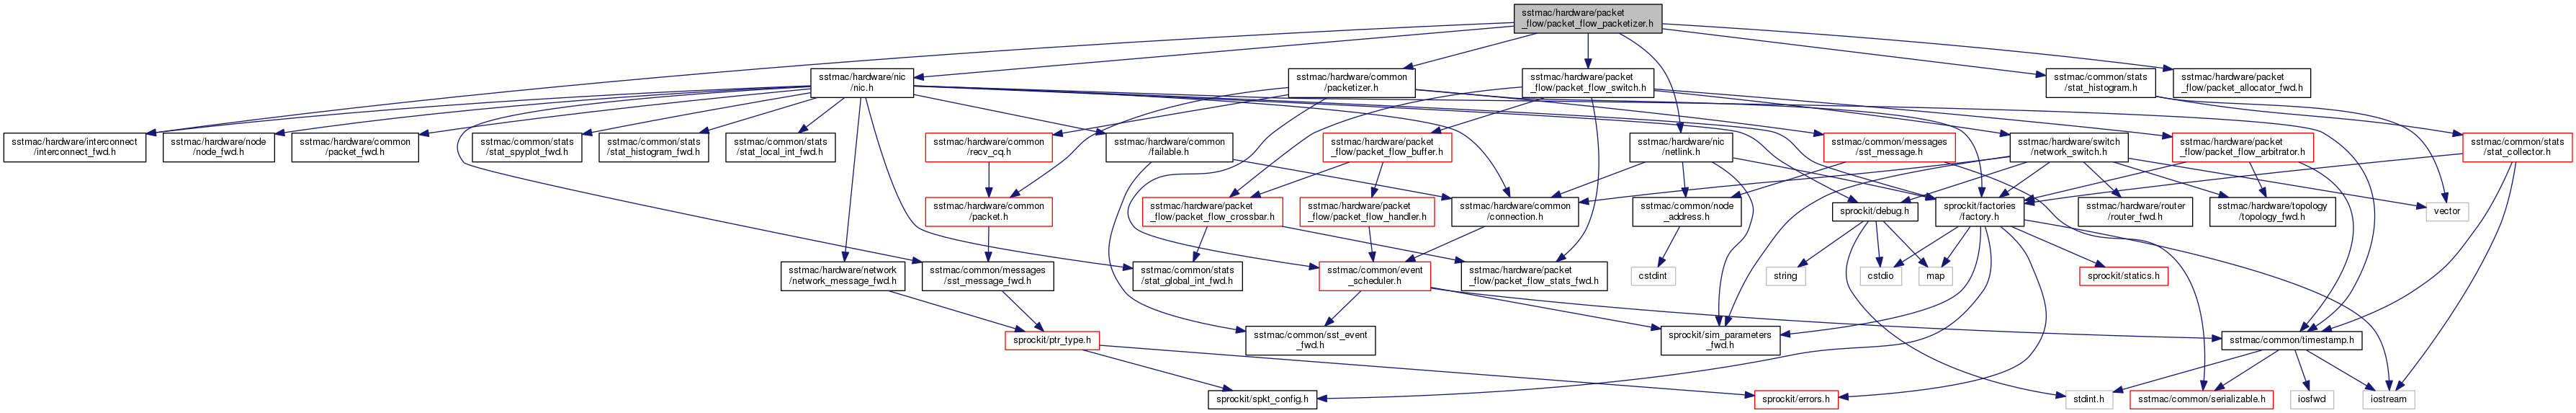 sstmac/hardware/packet
_flow/packet_flow_packetizer.h
sstmac/hardware/nic
/nic.h
sstmac/hardware/common
/packetizer.h
sstmac/hardware/packet
_flow/packet_flow_switch.h
sstmac/common/stats
/stat_histogram.h
sstmac/hardware/packet
_flow/packet_allocator_fwd.h
sstmac/hardware/interconnect
/interconnect_fwd.h
sstmac/hardware/node
/node_fwd.h
sstmac/hardware/common
/packet_fwd.h
sstmac/common/stats
/stat_spyplot_fwd.h
sstmac/common/stats
/stat_histogram_fwd.h
sstmac/common/stats
/stat_local_int_fwd.h
sstmac/hardware/common
/recv_cq.h
sstmac/hardware/common
/failable.h
sstmac/hardware/packet
_flow/packet_flow_buffer.h
sstmac/hardware/nic
/netlink.h
sstmac/common/messages
/sst_message.h
sstmac/hardware/switch
/network_switch.h
sstmac/hardware/packet
_flow/packet_flow_arbitrator.h
sstmac/common/stats
/stat_collector.h
sstmac/hardware/common
/packet.h
sstmac/hardware/packet
_flow/packet_flow_crossbar.h
sstmac/hardware/packet
_flow/packet_flow_handler.h
sstmac/hardware/common
/connection.h
sstmac/common/node
_address.h
sprockit/debug.h
sprockit/factories
/factory.h
sstmac/hardware/router
/router_fwd.h
sstmac/hardware/topology
/topology_fwd.h
vector
sstmac/hardware/network
/network_message_fwd.h
sstmac/common/messages
/sst_message_fwd.h
sstmac/common/stats
/stat_global_int_fwd.h
sstmac/common/event
_scheduler.h
sstmac/hardware/packet
_flow/packet_flow_stats_fwd.h
cstdint
string
cstdio
map
sprockit/statics.h
sprockit/ptr_type.h
sstmac/common/sst_event
_fwd.h
sprockit/sim_parameters
_fwd.h
sstmac/common/timestamp.h
sprockit/spkt_config.h
sprockit/errors.h
stdint.h
sstmac/common/serializable.h
iosfwd
iostream